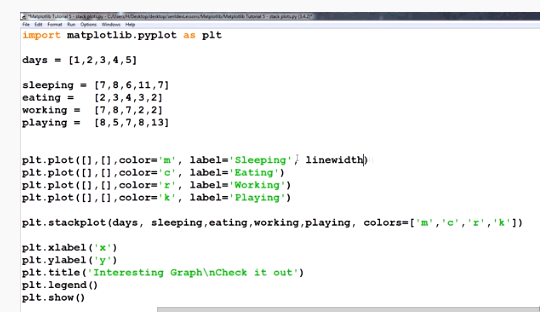 *Matplotlib Tutorial 1 - stack plots.py - C:/Users/H/Desktop/desktop/sentdexLessons/Matplotlib/Matplotlib Tutorial 1 - stack plots.py (3.4.2)*
File Edit Format Run Options Windows Help
import matplotlib.pyplot as plt
days = [1,2,3,4,5]
sleeping = [7,8,6,11,7]
eating = [2,3,4,3,2]
working = [7,8,7,2,2]
playing = [8,5,7,8,13]
plt.plot([],[],color='m', label='Sleeping', linewidth)
plt.plot([],[],color='c', label='Eating')
plt.plot([],[],color='r', label='Working')
plt.plot([],[],color='k', label='Playing')
plt.stackplot(days, sleeping,eating,working,playing, colors=['m','c','r','k'])
plt.xlabel('x')
plt.ylabel('y')
plt.title('Interesting Graph\nCheck it out')
plt.legend()
plt.show()